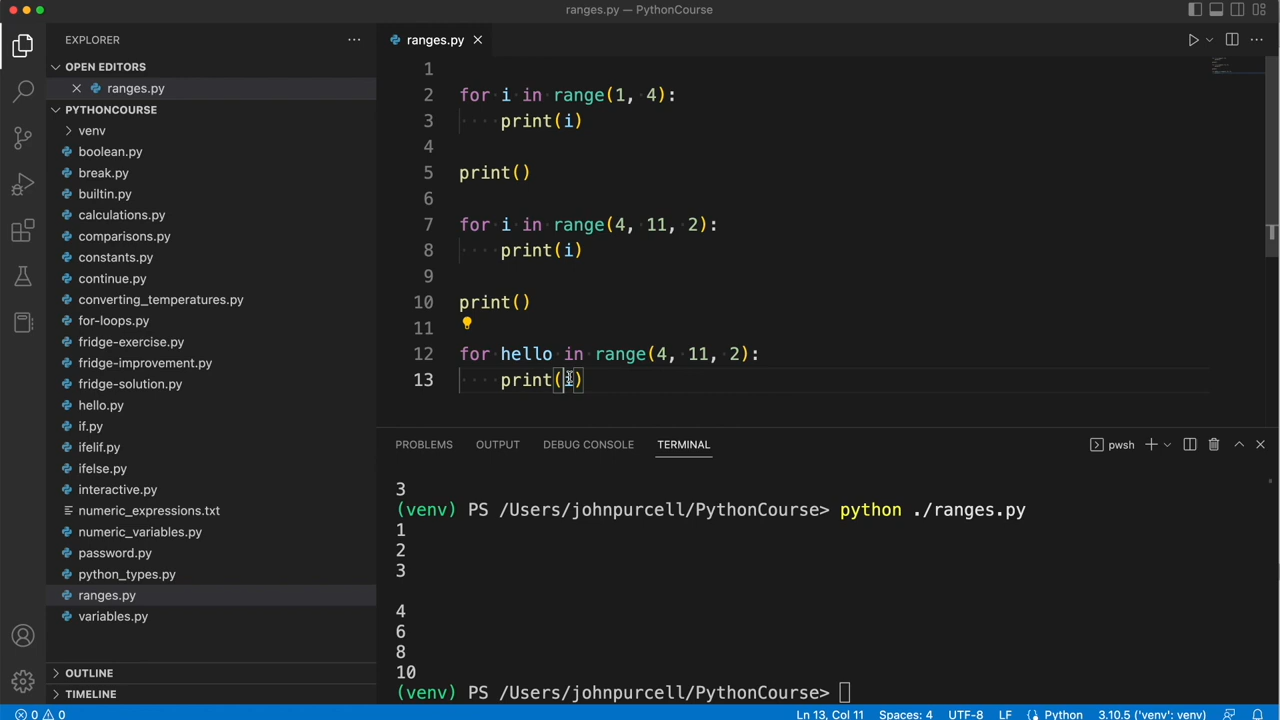 ranges.py — PythonCourse
EXPLORER
OPEN EDITORS
ranges.py
PYTHONCOURSE
venv
boolean.py
break.py
builtin.py
calculations.py
comparisons.py
constants.py
continue.py
converting_temperatures.py
for-loops.py
fridge-exercise.py
fridge-improvement.py
fridge-solution.py
hello.py
if.py
ifelif.py
ifelse.py
interactive.py
numeric_expressions.txt
numeric_variables.py
password.py
python_types.py
ranges.py
variables.py
OUTLINE
TIMELINE
ranges.py
1
2 for i in range(1, 4):
3 print(i)
4
5 print()
6
7 for i in range(4, 11, 2):
8 print(i)
9
10 print()
11
12 for hello in range(4, 11, 2):
13 print(i)
PROBLEMS OUTPUT DEBUG CONSOLE TERMINAL pwsh
3
(venv) PS /Users/johnpurcell/PythonCourse> python ./ranges.py
1
2
3
4
6
8
10
(venv) PS /Users/johnpurcell/PythonCourse>
0 0 Ln 13, Col 11 Spaces: 4 UTF-8 LF Python 3.10.5 ('venv': venv)